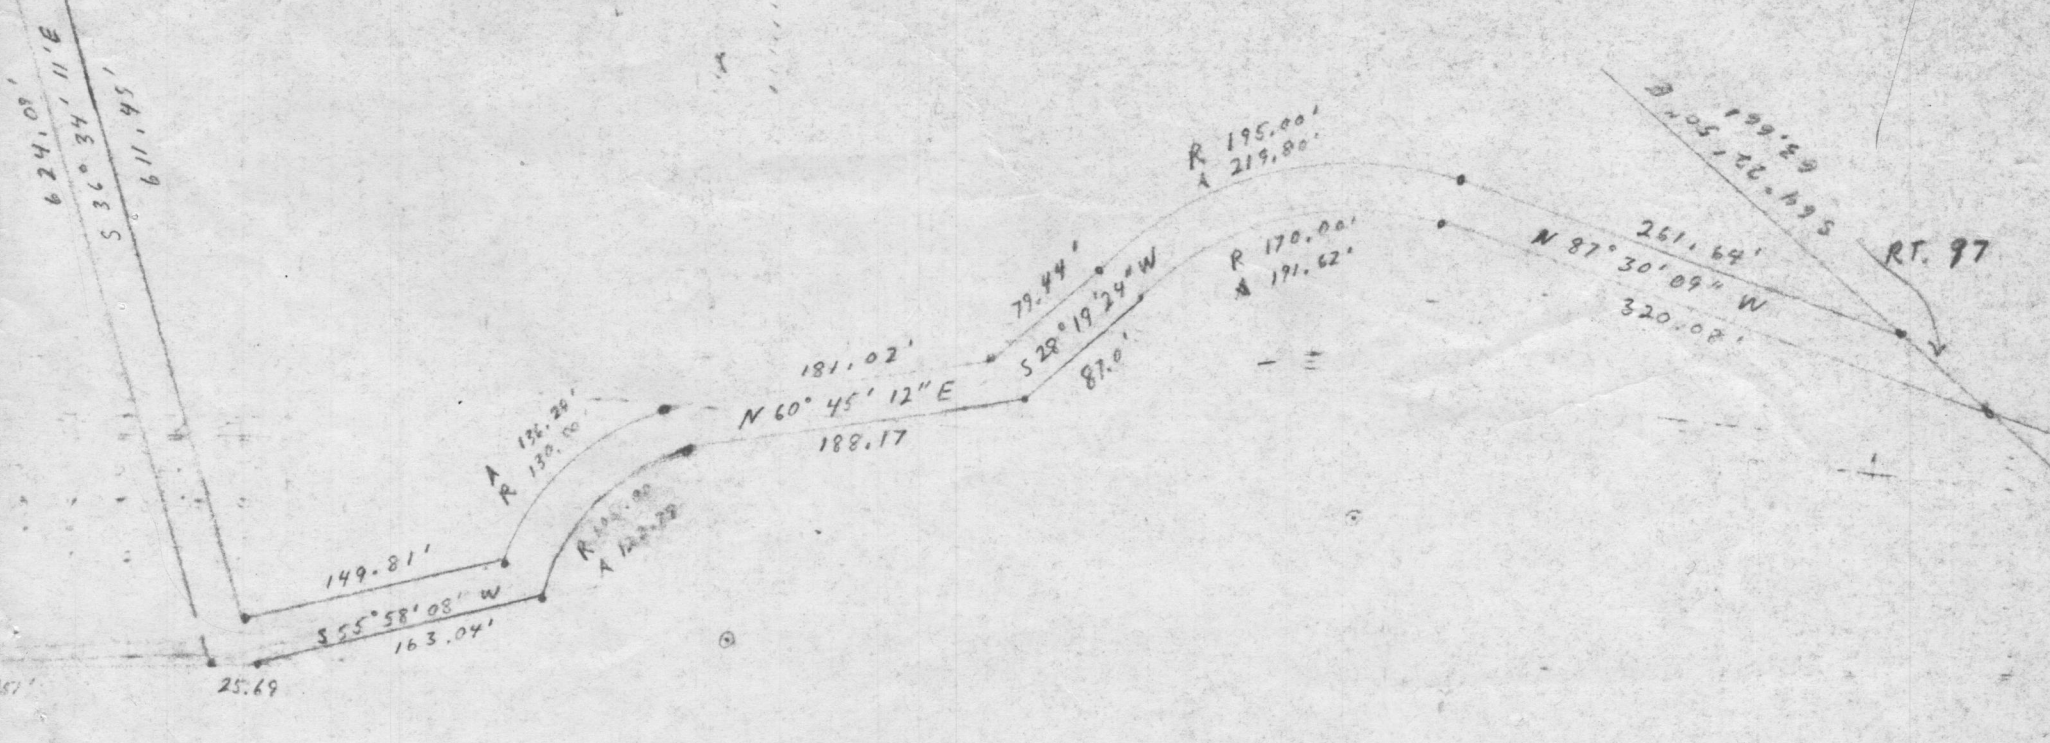 624.09'
S 36° 34' 11" E
611.45'
149.81'
S 55° 58' 08" W
163.04'
25.69
A 136.20'
R 130.00'
R
A
181.02'
N 60° 45' 12" E
188.17
79.44'
S 28° 19' 24" W
87.0'
R 195.00'
A 219.80'
R 170.00'
A 191.62'
261.64'
N 87° 30' 09" W
320.08'
S 64° 22' 50" E
63.661
RT. 97